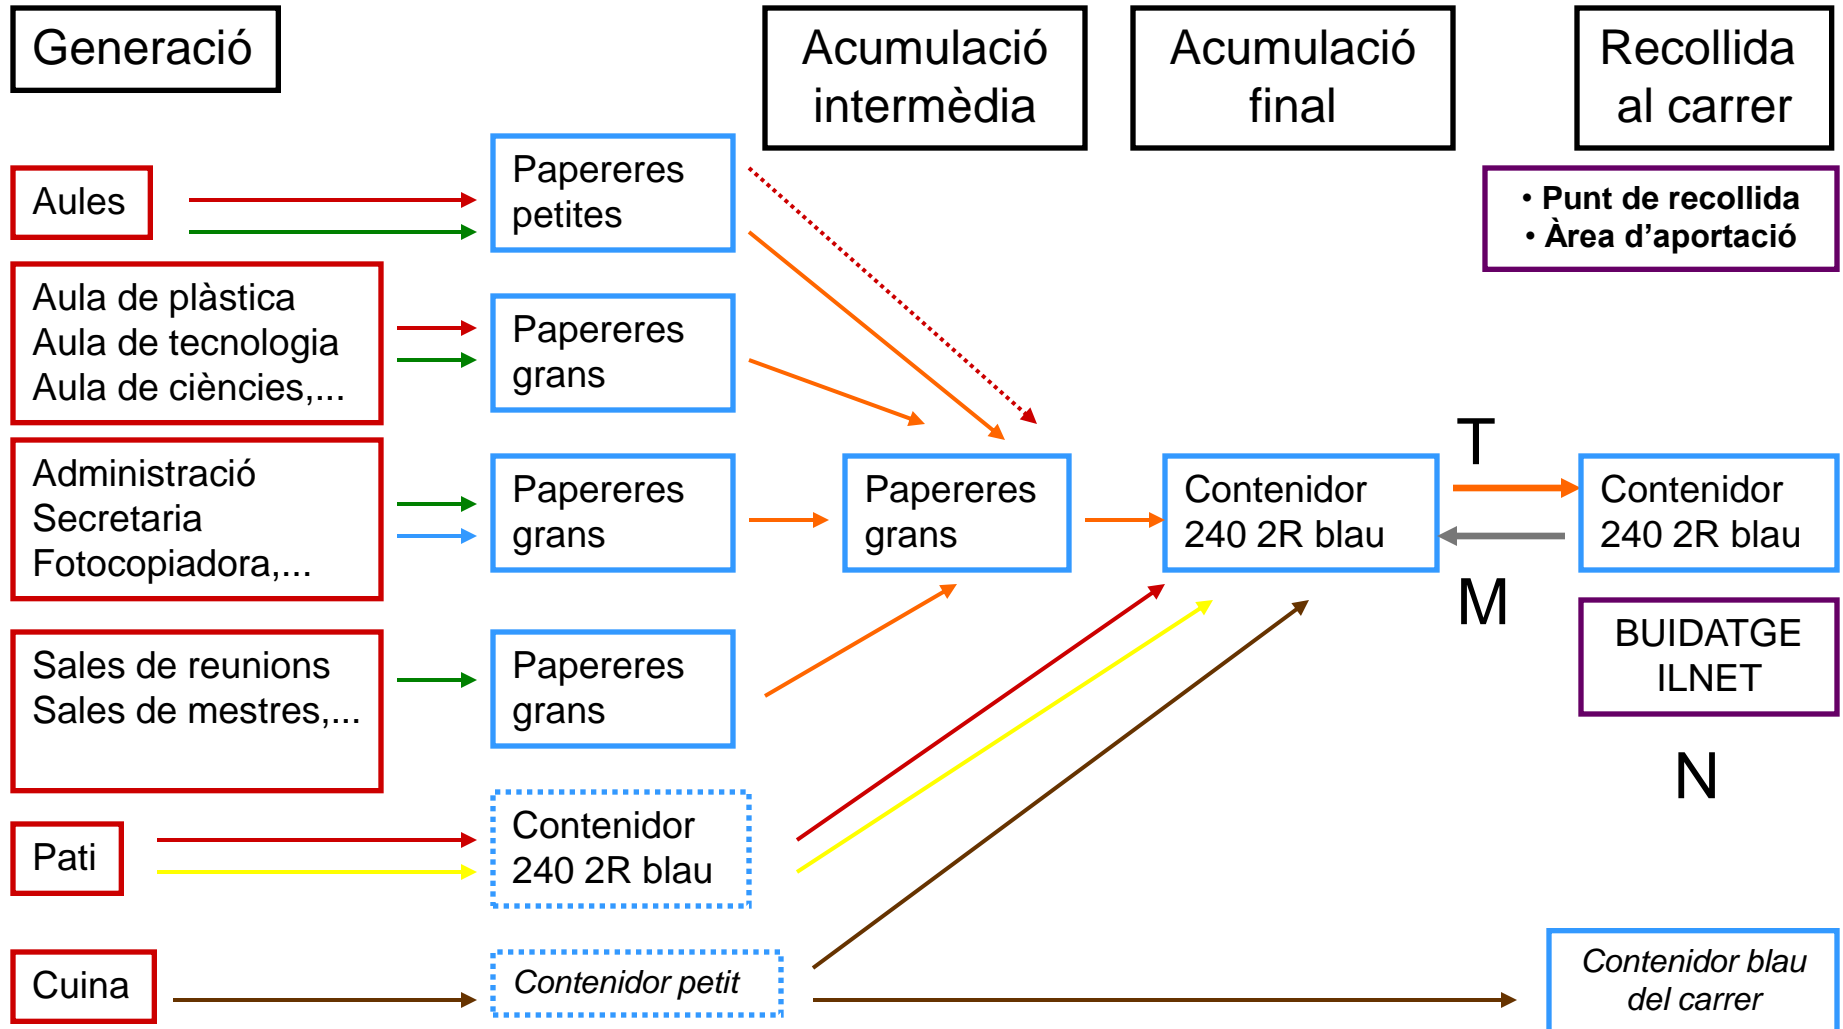 Generació
Acumulació
intermèdia
Acumulació
final
Recollida
al carrer
• Punt de recollida
• Àrea d’aportació
Aules
Papereres
petites
Aula de plàstica
Aula de tecnologia
Aula de ciències,...
Papereres
grans
Administració
Secretaria
Fotocopiadora,...
Papereres
grans
Papereres
grans
Contenidor
240 2R blau
T
M
Contenidor
240 2R blau
BUIDATGE
ILNET
N
Sales de reunions
Sales de mestres,...
Papereres
grans
Pati
Contenidor
240 2R blau
Cuina
Contenidor petit
Contenidor blau
del carrer